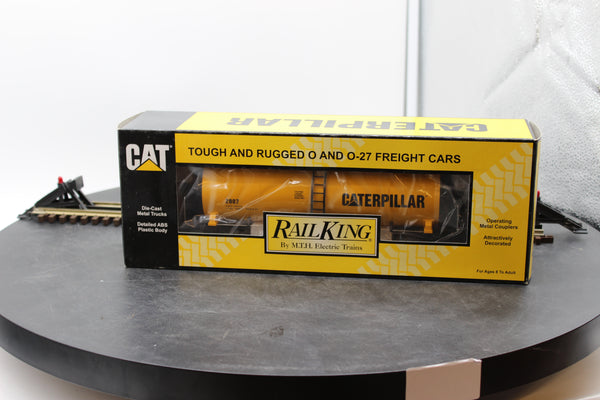 CATERPILLAR
CAT
TOUGH AND RUGGED O AND O-27 FREIGHT CARS
Die-Cast
Metal Trucks
Detailed ABS
Plastic Body
2007
CATERPILLAR
RAILKING®
By M.T.H. Electric Trains
Operating
Metal Couplers
Attractively
Decorated
For Ages 8 To Adult